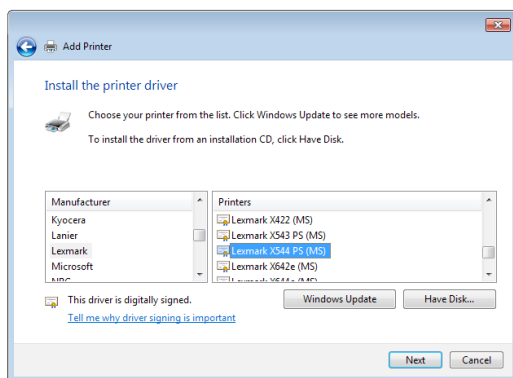 Add Printer
Install the printer driver
Choose your printer from the list. Click Windows Update to see more models.
To install the driver from an installation CD, click Have Disk.
Manufacturer
Kyocera
Lanier
Lexmark
Microsoft
Printers
Lexmark X422 (MS)
Lexmark X543 PS (MS)
Lexmark X544 PS (MS)
Lexmark X642e (MS)
This driver is digitally signed.
Tell me why driver signing is important
Windows Update
Have Disk...
Next
Cancel